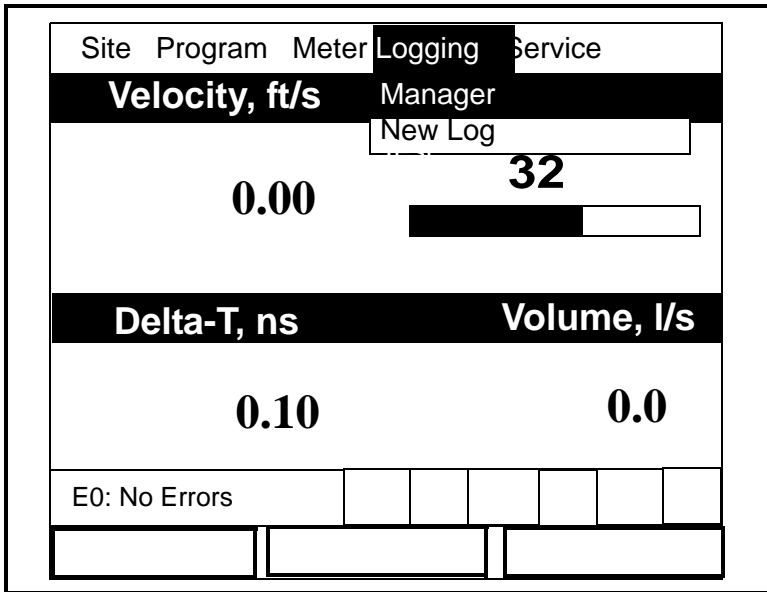 Site Program Meter Logging Service
Velocity, ft/s
Manager
New Log
32
0.00
Delta-T, ns Volume, l/s
0.10 0.0
E0: No Errors